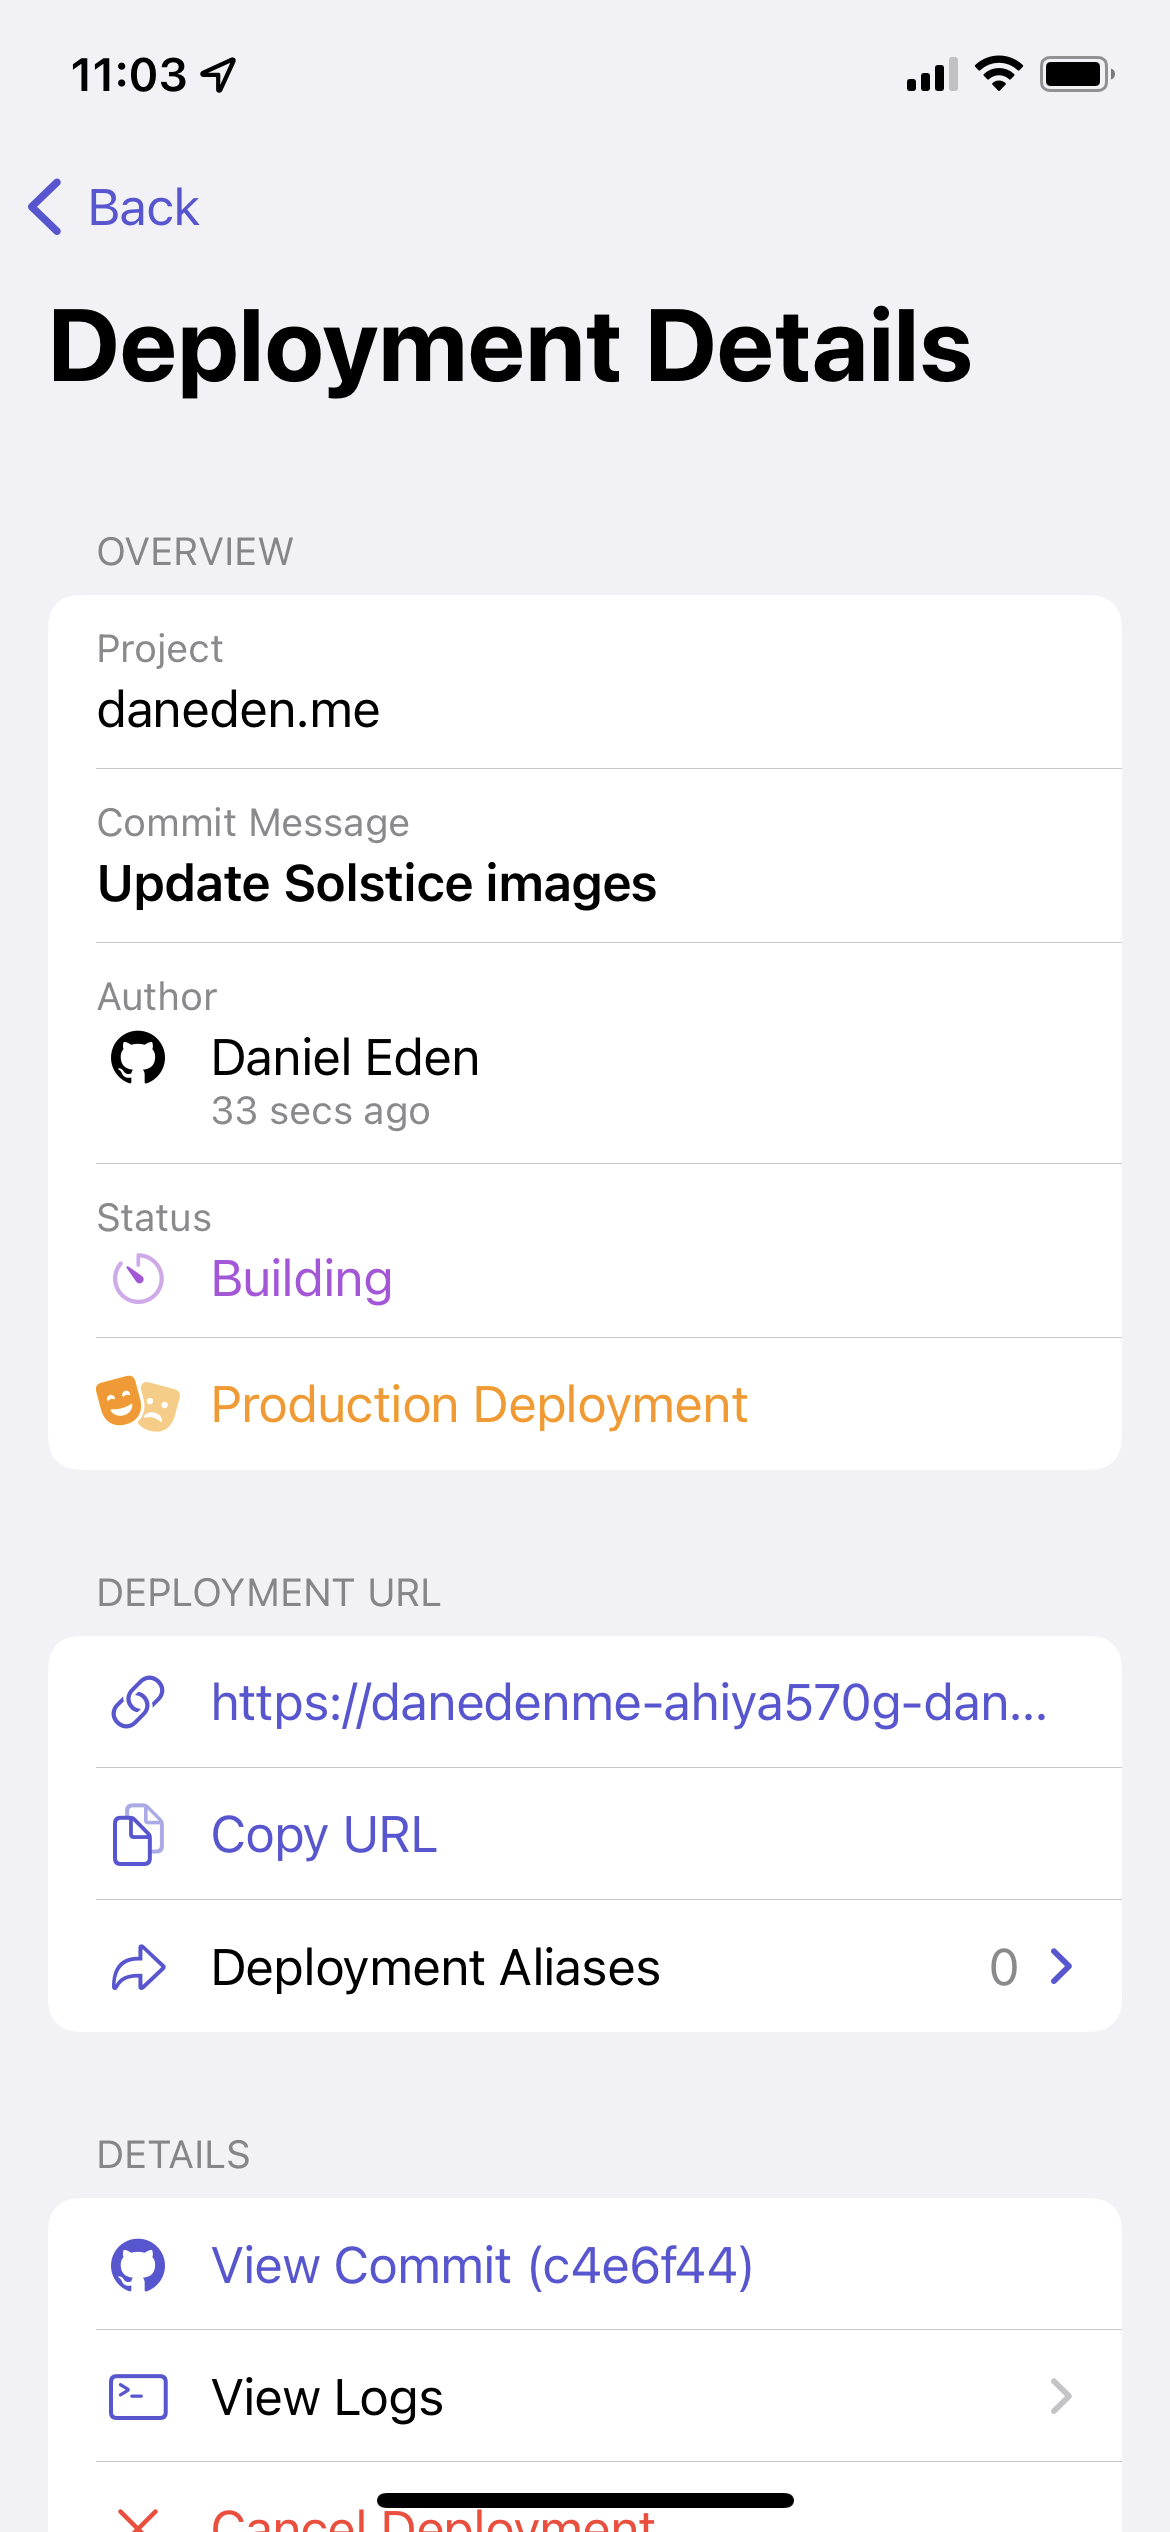 11:03
Back
Deployment Details
OVERVIEW
Project
daneden.me
Commit Message
Update Solstice images
Author
Daniel Eden
33 secs ago
Status
Building
Production Deployment
DEPLOYMENT URL
https://danedenme-ahiya570g-dan...
Copy URL
Deployment Aliases 0
DETAILS
View Commit (c4e6f44)
View Logs
Cancel Deployment